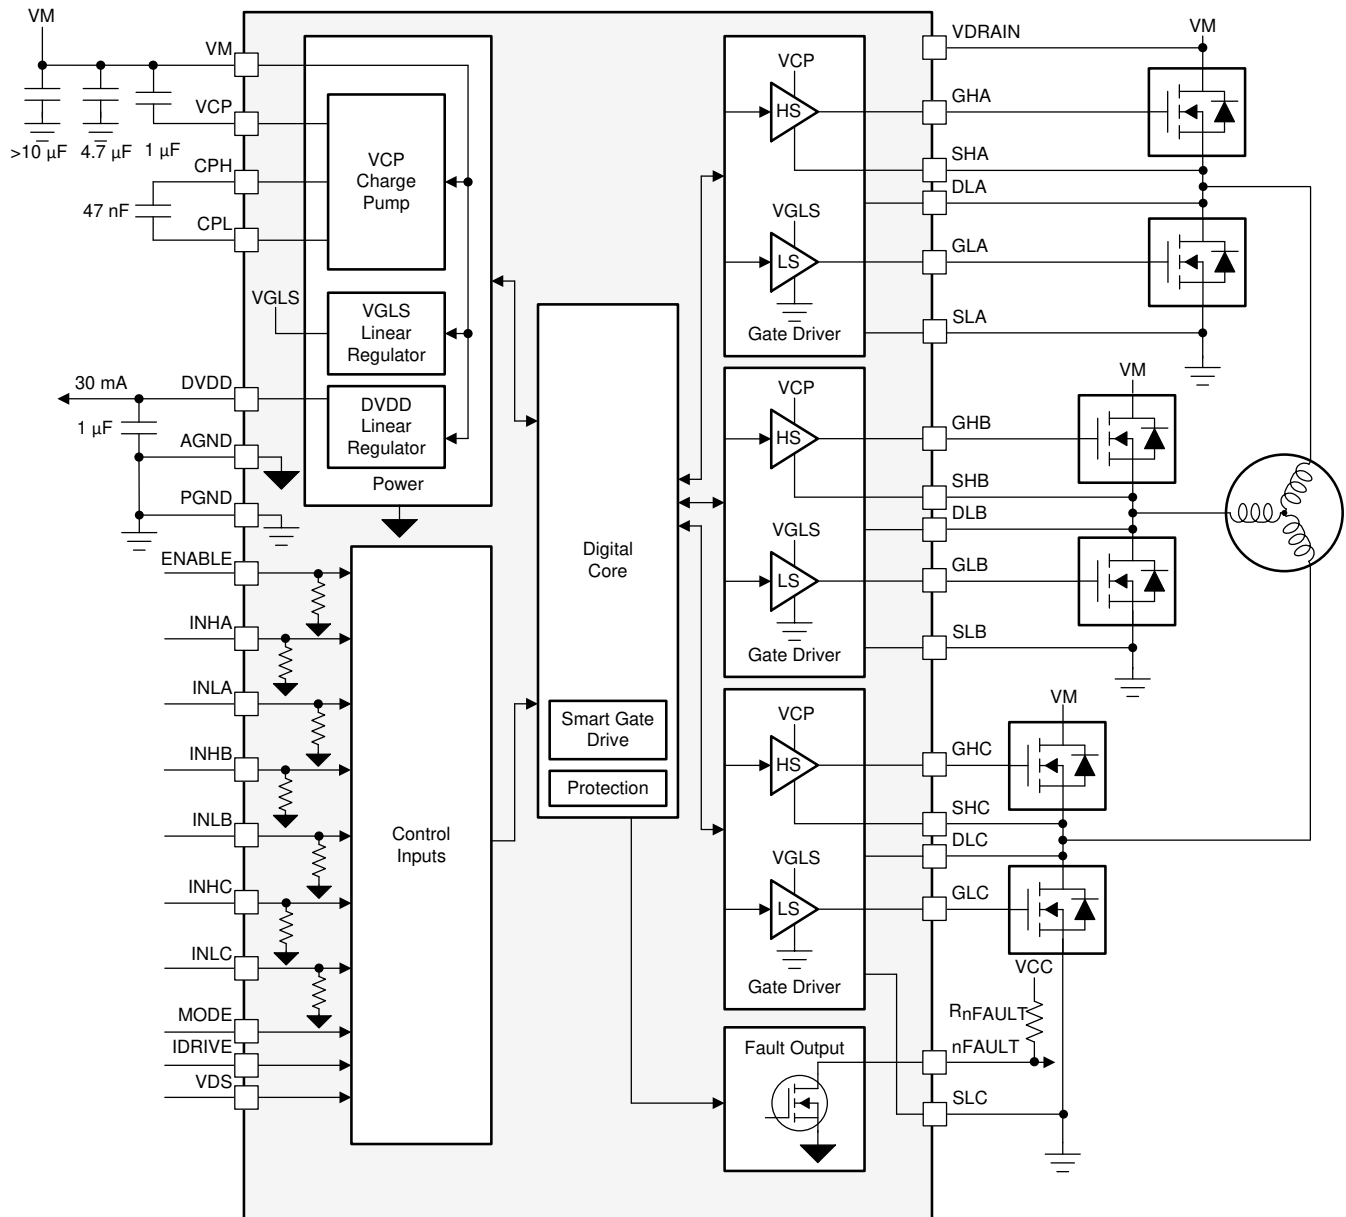 VM
VM
VCP
>10 µF
4.7 µF
1 µF
CPH
47 nF
CPL
VCP
Charge
Pump
VGLS
VGLS
Linear
Regulator
30 mA
DVDD
1 µF
DVDD
Linear
Regulator
AGND
Power
PGND
ENABLE
INHA
INLA
INHB
INLB
INHC
INLC
MODE
IDRIVE
VDS
Control
Inputs
Digital
Core
Smart Gate
Drive
Protection
VCP
HS
VGLS
LS
Gate Driver
VCP
HS
VGLS
LS
Gate Driver
VCP
HS
VGLS
LS
Gate Driver
Fault Output
VDRAIN
VM
GHA
SHA
DLA
GLA
SLA
VM
GHB
SHB
DLB
GLB
SLB
VM
GHC
SHC
DLC
GLC
VCC
RnFAULT
nFAULT
SLC